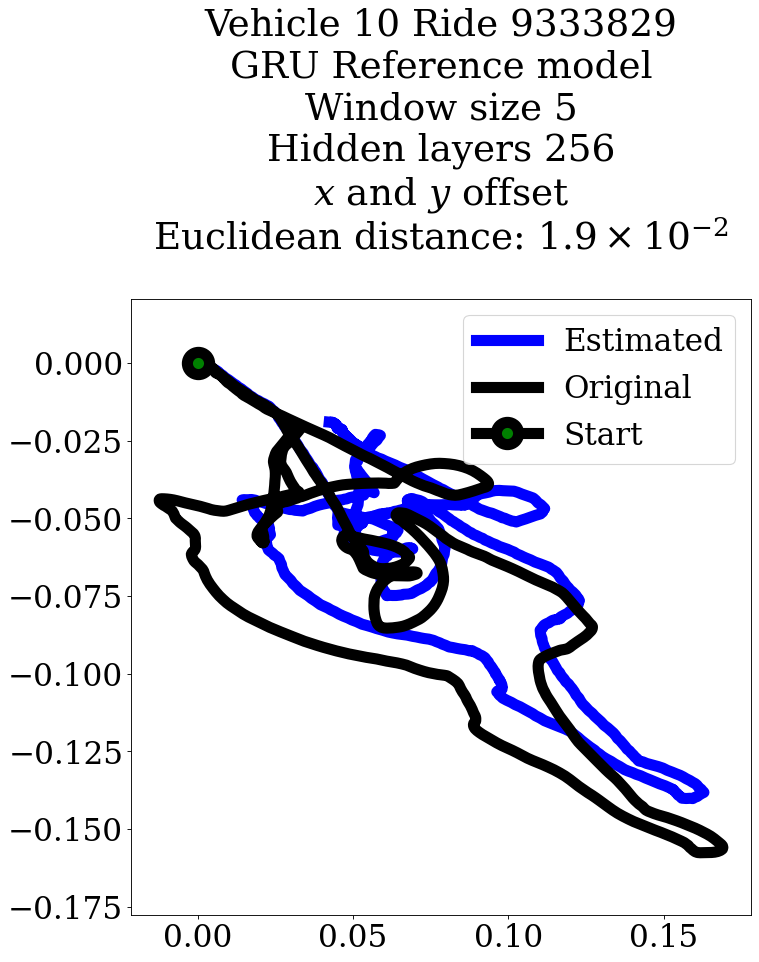 Vehicle 10 Ride 9333829
GRU Reference model
Window size 5
Hidden layers 256
x and y offset
Euclidean distance: 1.9 × 10⁻²
Estimated
Original
Start
0.000
−0.025
−0.050
−0.075
−0.100
−0.125
−0.150
−0.175
0.00 0.05 0.10 0.15